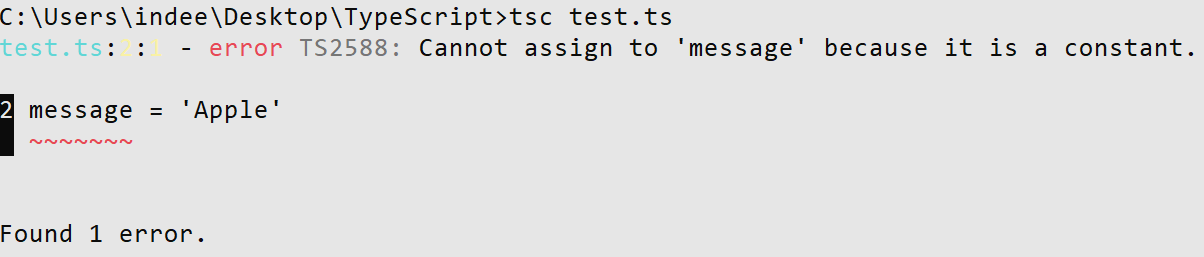 C:\Users\indee\Desktop\TypeScript>tsc test.ts
test.ts:2:1 - error TS2588: Cannot assign to 'message' because it is a constant.
2 message = 'Apple'
~~~~~~~
Found 1 error.